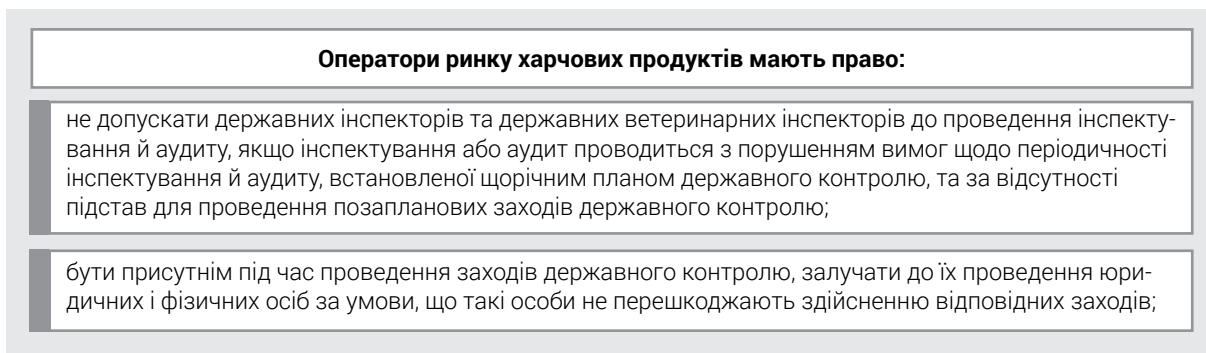 Оператори ринку харчових продуктів мають право:
не допускати державних інспекторів та державних ветеринарних інспекторів до проведення інспекту-
вання й аудиту, якщо інспектування або аудит проводиться з порушенням вимог щодо періодичності
інспектування й аудиту, встановленої щорічним планом державного контролю, та за відсутності
підстав для проведення позапланових заходів державного контролю;
бути присутнім під час проведення заходів державного контролю, залучати до їх проведення юри-
дичних і фізичних осіб за умови, що такі особи не перешкоджають здійсненню відповідних заходів;